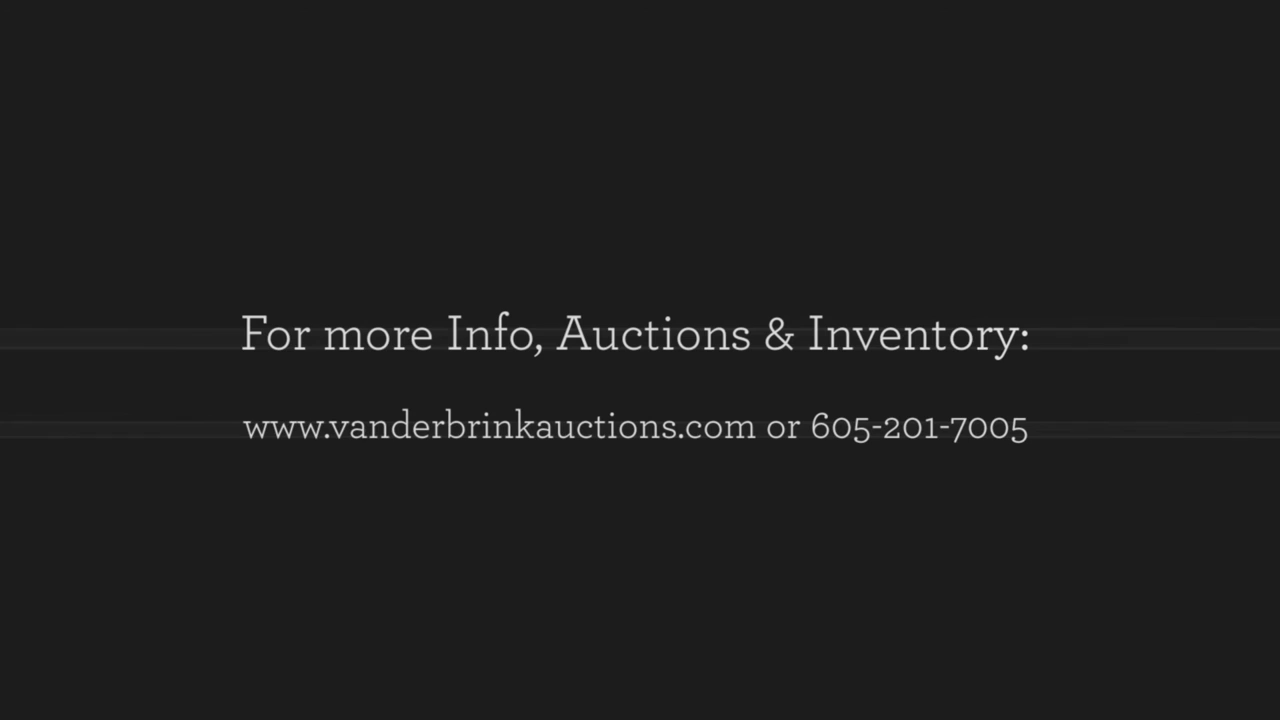 For more Info, Auctions & Inventory:
www.vanderbrinkauctions.com or 605-201-7005